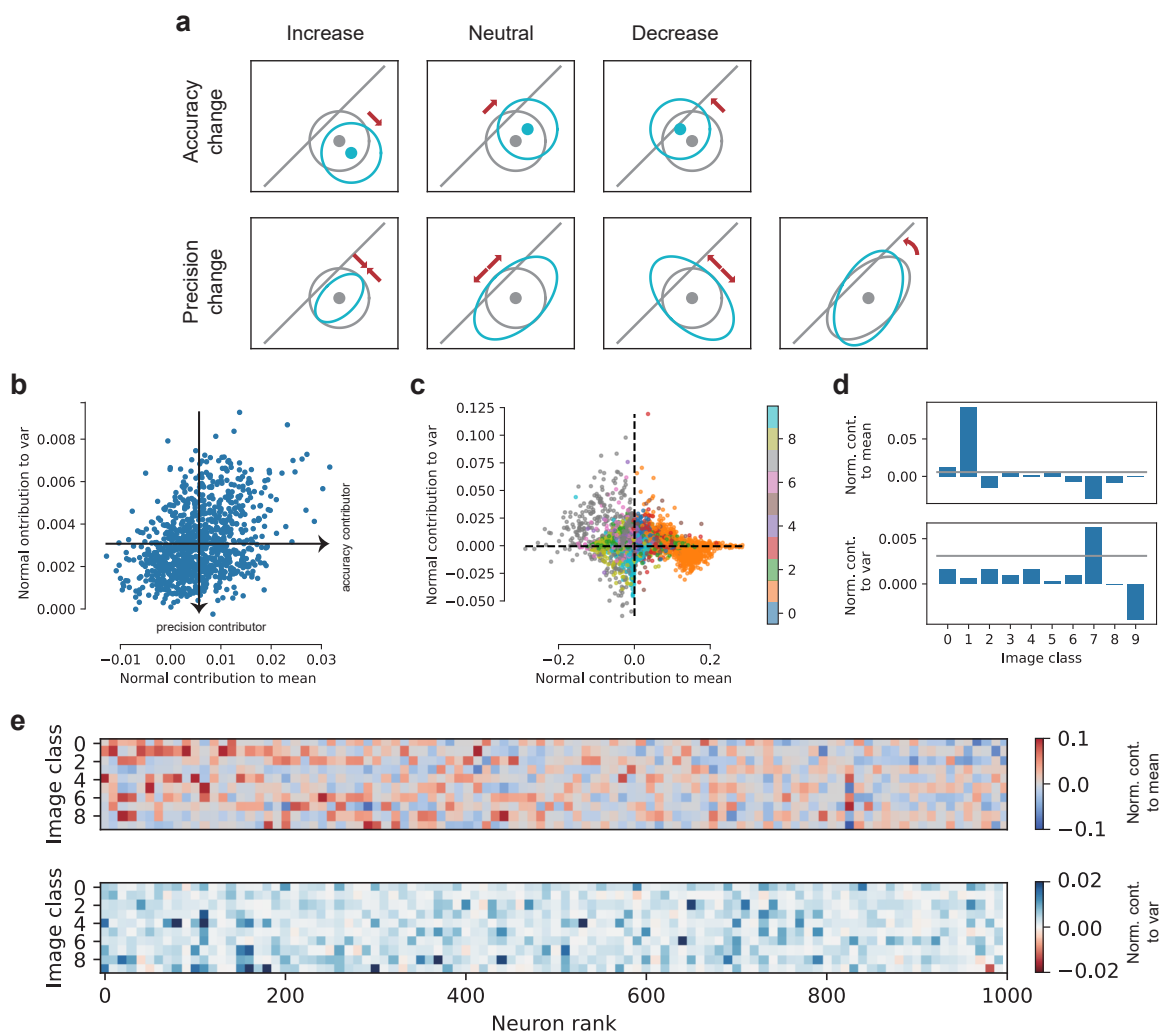 a
Increase
Neutral
Decrease
Accuracy
change
Precision
change
b
Normal contribution to var
0.008
0.006
0.004
0.002
0.000
accuracy contributor
precision contributor
−0.01
0.00
0.01
0.02
0.03
Normal contribution to mean
c
Normal contribution to var
0.125
0.100
0.075
0.050
0.025
0.000
−0.025
−0.050
−0.2
0.0
0.2
Normal contribution to mean
8
6
4
2
0
d
Norm. cont.
to mean
0.05
0.00
Norm. cont.
to var
0.005
0.000
0
1
2
3
4
5
6
7
8
9
Image class
e
Image class
0
2
4
6
8
0.1
0.0
−0.1
Norm. cont
to mean
Image class
0
2
4
6
8
0.02
0.00
−0.02
Norm. cont
to var
0
200
400
600
800
1000
Neuron rank